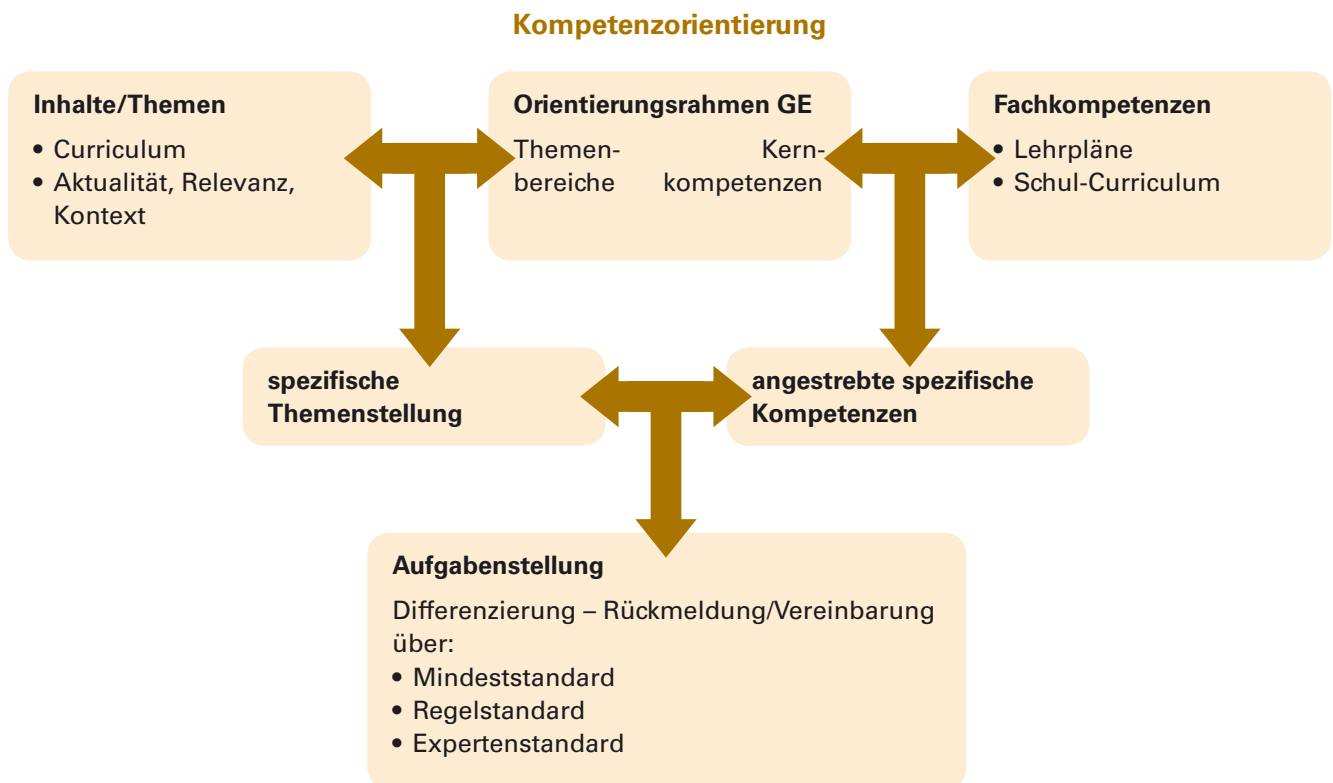 Kompetenzorientierung
Inhalte/Themen
• Curriculum
• Aktualität, Relevanz,
Kontext
Orientierungsrahmen GE
Themen- Kern-
bereiche kompetenzen
Fachkompetenzen
• Lehrpläne
• Schul-Curriculum
spezifische
Themenstellung
angestrebte spezifische
Kompetenzen
Aufgabenstellung
Differenzierung – Rückmeldung/Vereinbarung
über:
• Mindeststandard
• Regelstandard
• Expertenstandard